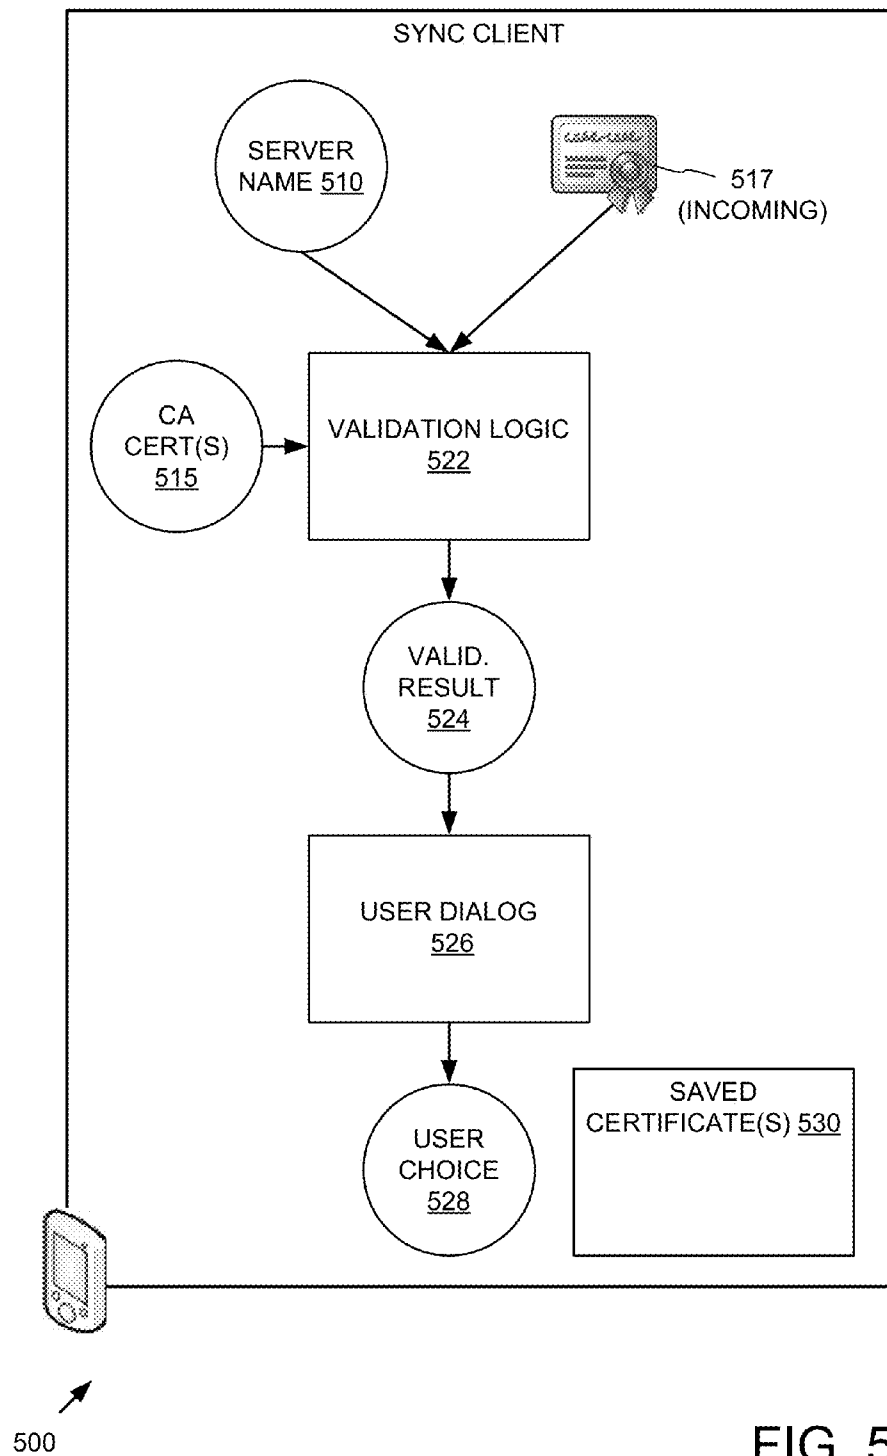 SYNC CLIENT
SERVER
NAME 510
517
(INCOMING)
CA
CERT(S)
515
VALIDATION LOGIC
522
VALID.
RESULT
524
USER DIALOG
526
USER
CHOICE
528
SAVED
CERTIFICATE(S) 530
500
FIG. 5